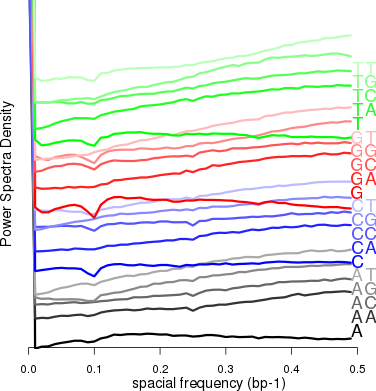 Power Spectra Density
TT
TG
TC
TA
T
GT
GG
GC
GA
G
CT
CG
CC
CA
C
AT
AG
AC
AA
A
0.0 0.1 0.2 0.3 0.4 0.5
spacial frequency (bp-1)